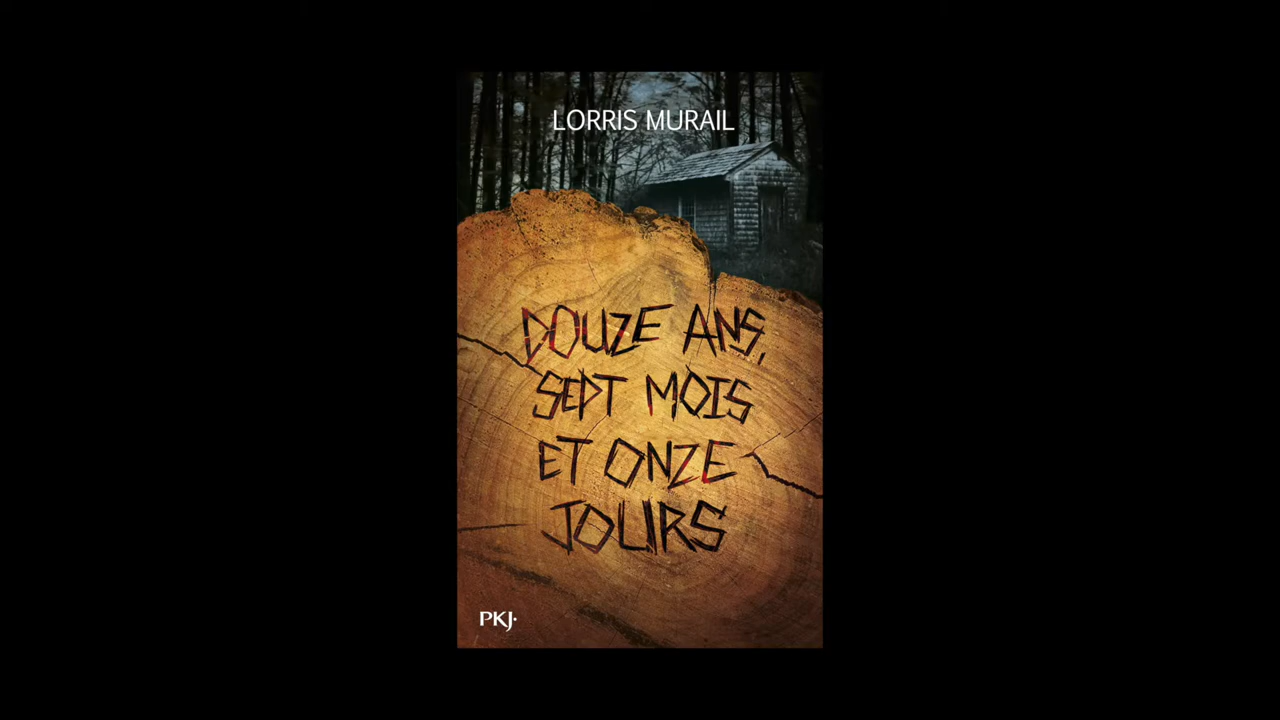 LORRIS MURAIL
DOUZE ANS,
SEPT MOIS
ET ONZE
JOURS
PKJ·